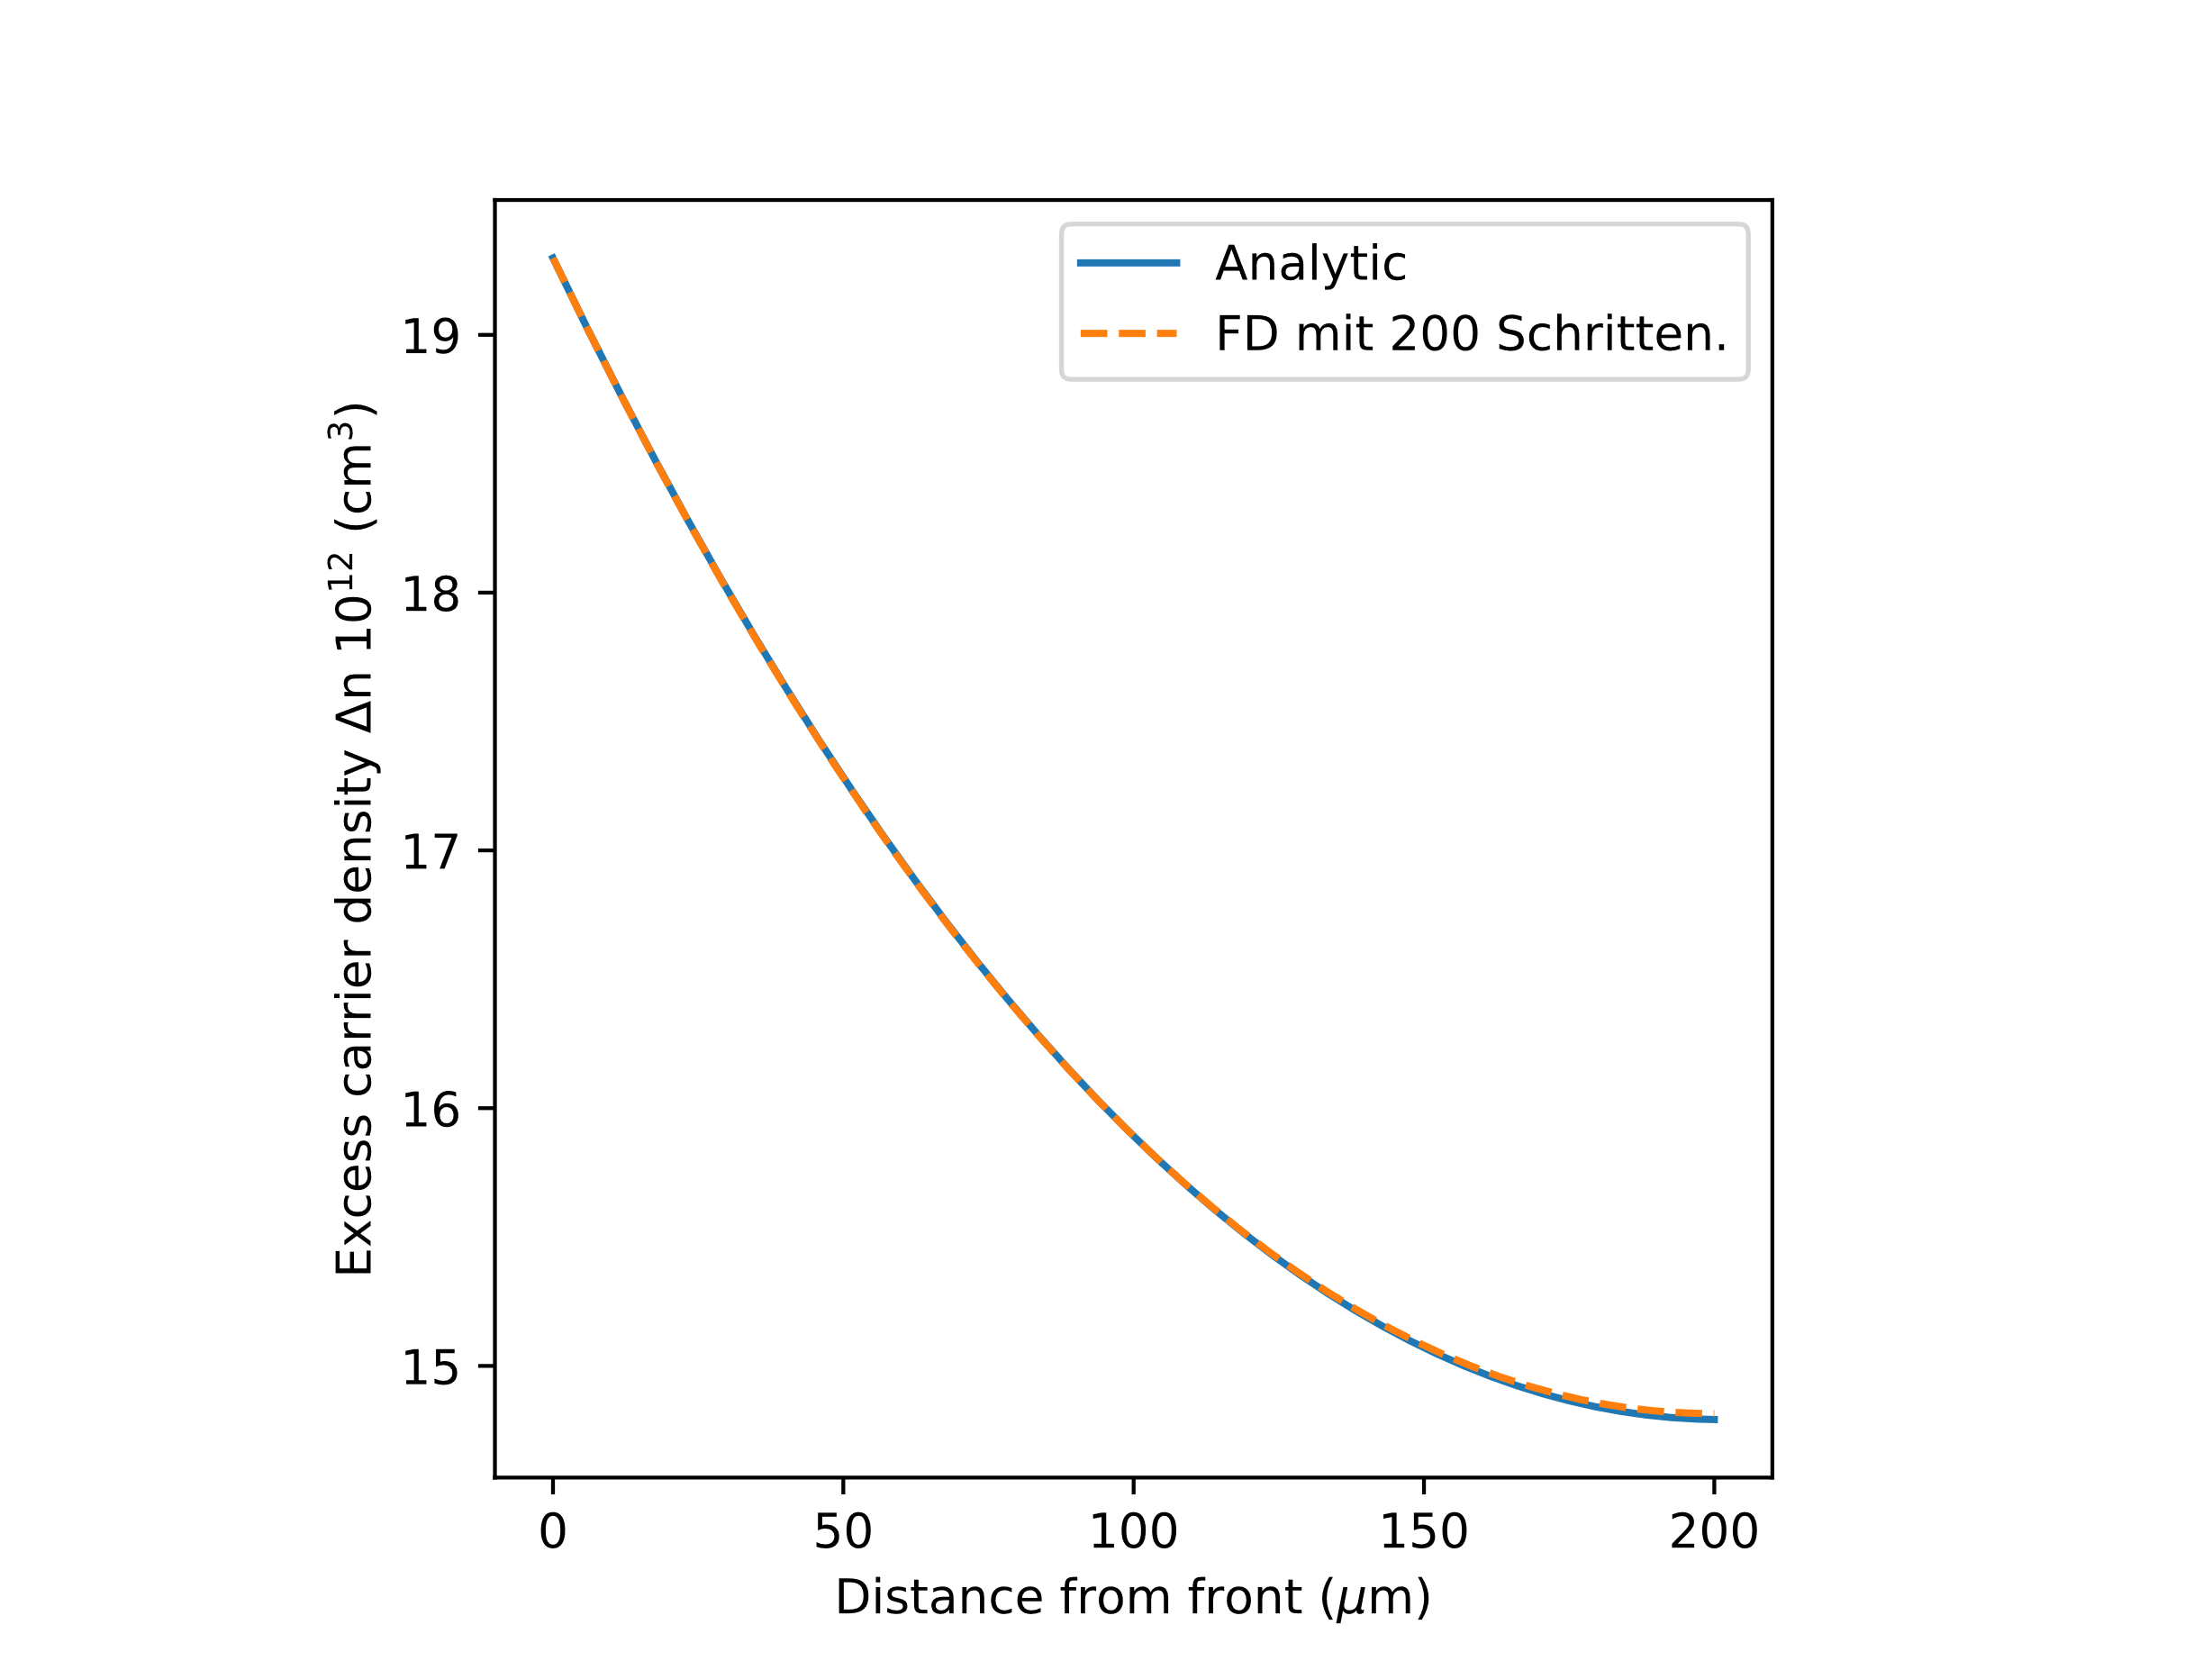 Analytic
FD mit 200 Schritten.
Excess carrier density Δn 10¹² (cm³)
19
18
17
16
15
0 50 100 150 200
Distance from front (μm)